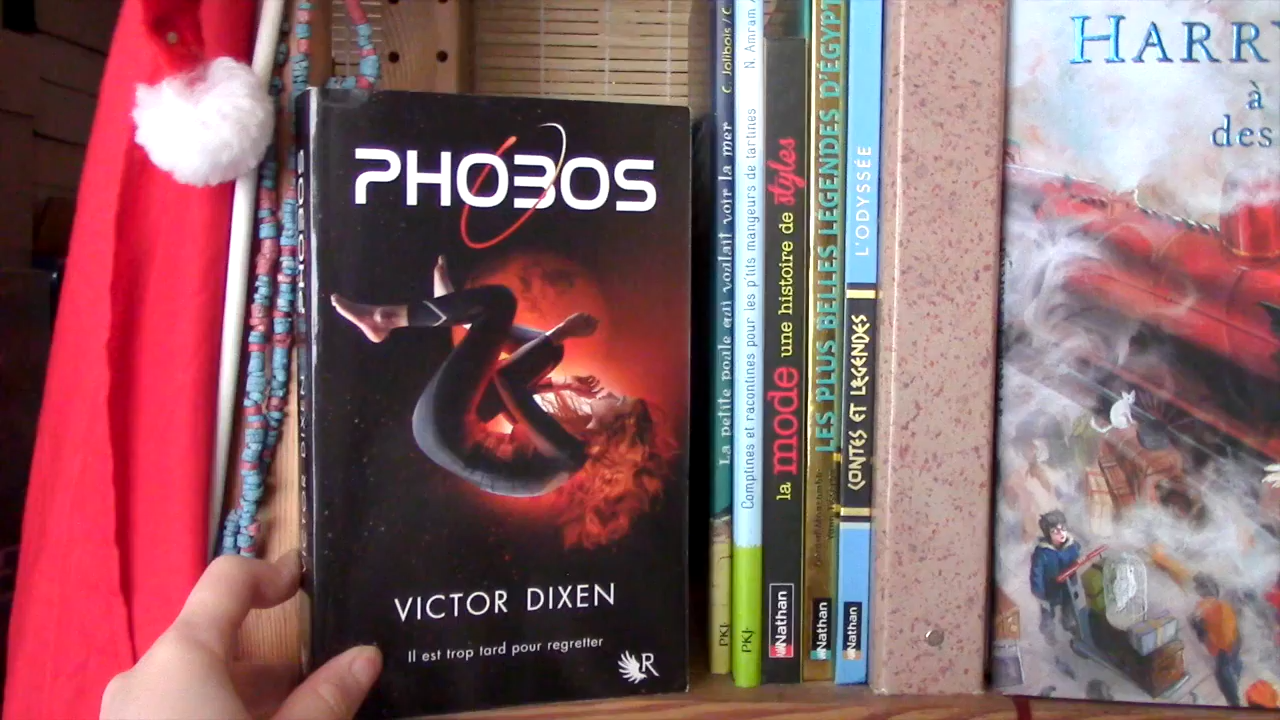 PHOBOS
VICTOR DIXEN
Il est trop tard pour regretter
R
PHOBOS
VICTOR DIXEN
La petite poule qui voulait voir la mer
C. Jolibois / C.
PKJ.
Comptines et racontines pour les p'tits mangeurs de tartines
N. Amram /
PKJ.
la mode une histoire de styles
Nathan
LES PLUS BELLES LÉGENDES D'ÉGYPT
Nathan
CONTES ET LÉGENDES
L'ODYSSÉE
Nathan
HARRY
à
des